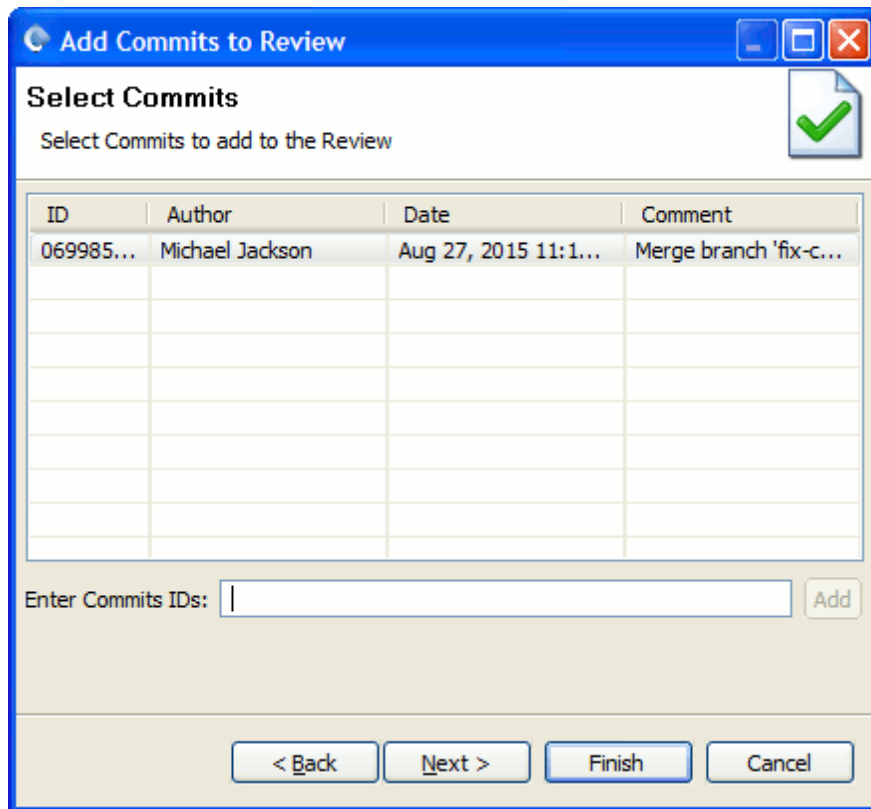 Add Commits to Review
Select Commits
Select Commits to add to the Review
ID Author Date Comment
069985... Michael Jackson Aug 27, 2015 11:1... Merge branch 'fix-c...
Enter Commits IDs: Add
< Back Next > Finish Cancel